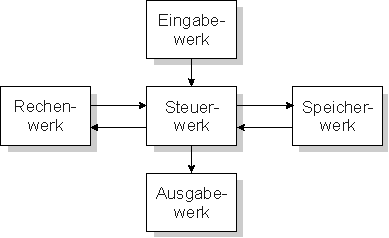 Eingabe-
werk
Rechen-
werk
Steuer-
werk
Speicher-
werk
Ausgabe-
werk